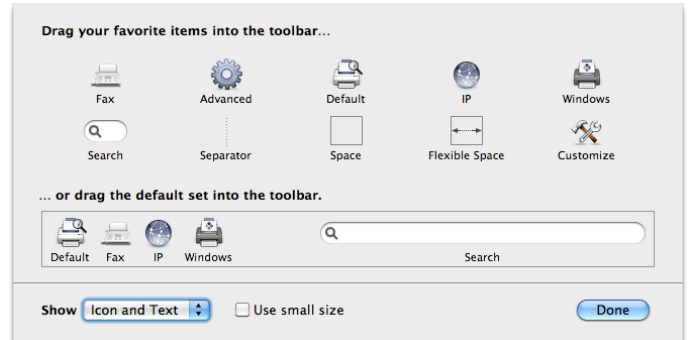 Drag your favorite items into the toolbar...
Fax Advanced Default IP Windows
Search Separator Space Flexible Space Customize
... or drag the default set into the toolbar.
Default Fax IP Windows Search
Show Icon and Text Use small size Done